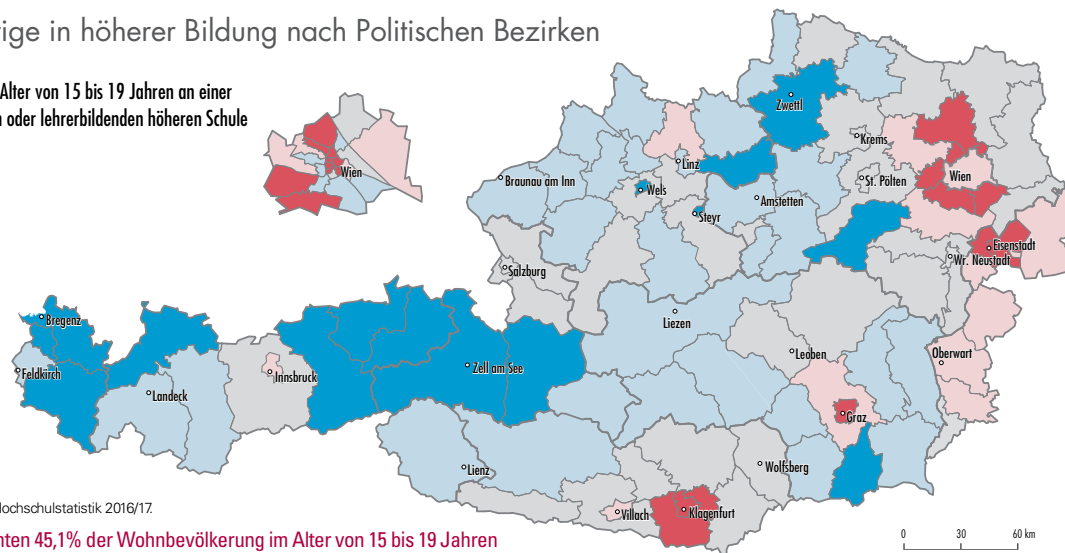 ige in höherer Bildung nach Politischen Bezirken
Alter von 15 bis 19 Jahren an einer
oder lehrerbildenden höheren Schule
Wien
Zwettl
Krems
Linz
Braunau am Inn
Wels
St. Pölten
Wien
Amstetten
Steyr
Eisenstadt
Wr. Neustadt
Salzburg
Bregenz
Liezen
Leoben
Oberwart
Feldkirch
Innsbruck
Zell am See
Landeck
Graz
Lienz
Wolfsberg
Villach
Klagenfurt
ochschulstatistik 2016/17.
ten 45,1% der Wohnbevölkerung im Alter von 15 bis 19 Jahren
0 30 60 km